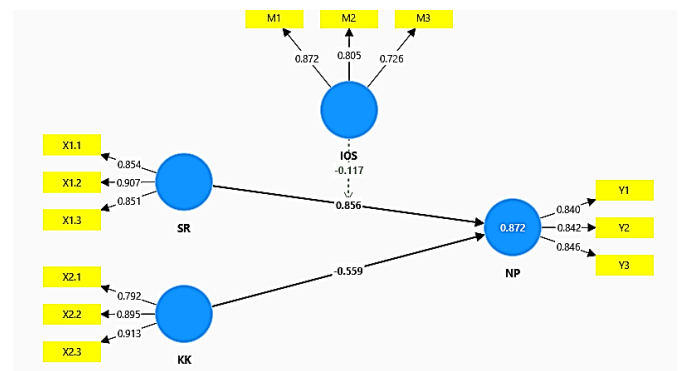 M1 M2 M3
0.872 0.805 0.726
IOS
-0.117
X1.1
X1.2
X1.3
0.854
0.907
0.851
SR
0.856
X2.1
X2.2
X2.3
0.792
0.895
0.913
KK
-0.559
0.872
NP
0.840
0.842
0.846
Y1
Y2
Y3